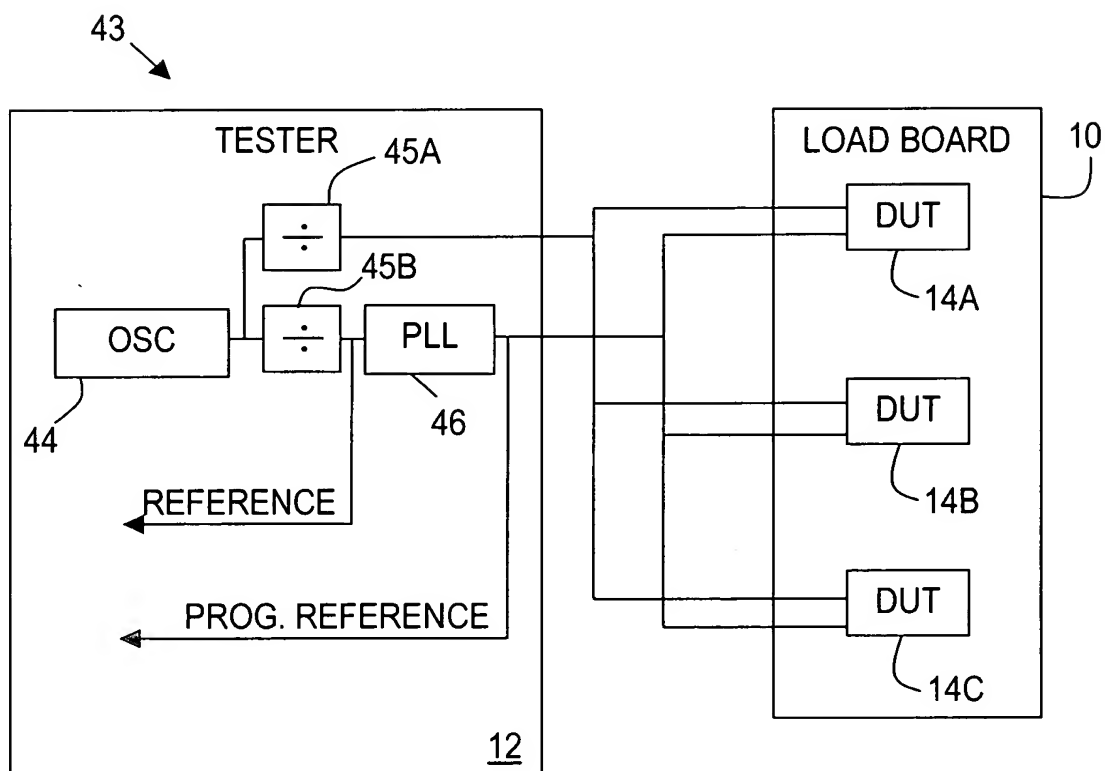 43
TESTER
45A
LOAD BOARD
10
÷
DUT
14A
45B
OSC
÷
PLL
44
46
DUT
14B
REFERENCE
DUT
PROG. REFERENCE
14C
12